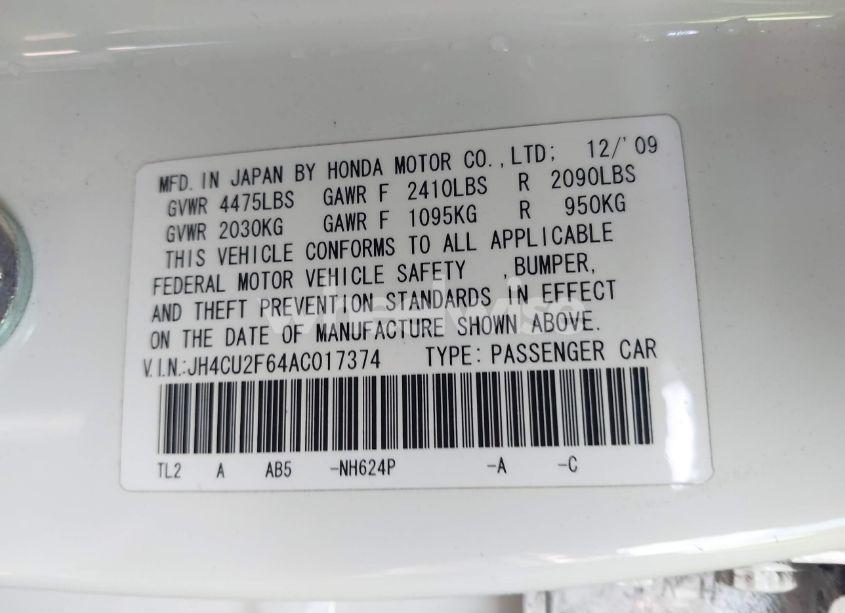 MFD. IN JAPAN BY HONDA MOTOR CO., LTD; 12/'09
GVWR 4475LBS GAWR F 2410LBS R 2090LBS
GVWR 2030KG GAWR F 1095KG R 950KG
THIS VEHICLE CONFORMS TO ALL APPLICABLE
FEDERAL MOTOR VEHICLE SAFETY , BUMPER,
AND THEFT PREVENTION STANDARDS IN EFFECT
ON THE DATE OF MANUFACTURE SHOWN ABOVE.
V.I.N.:JH4CU2F64AC017374 TYPE: PASSENGER CAR
TL2 A AB5 -NH624P -A -C